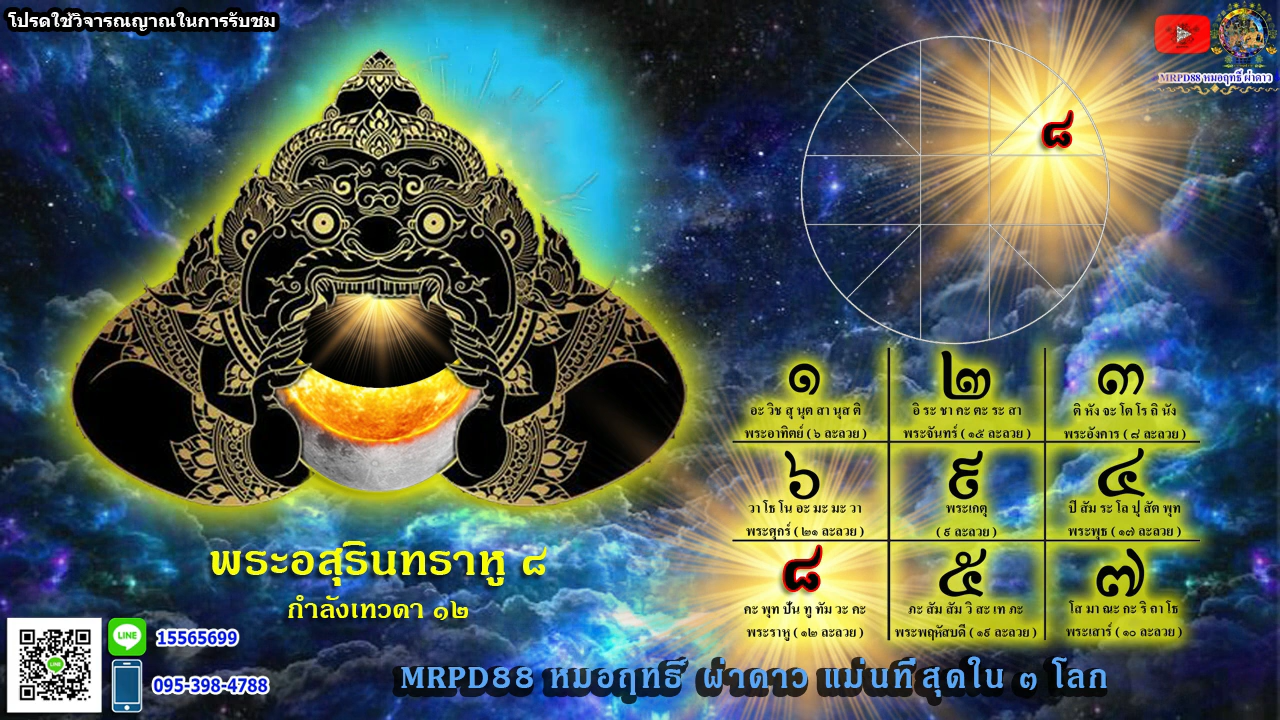 โปรดใช้วิจารณญาณในการรับชม
MRPD88 หมอฤทธิ์ ผ่าดาว
๘
๑ ๒ ๓
อะ วิช สุ นุต สา นุส ติ
อิ ระ ชา คะ ตะ ระ สา
ติ หัง จะ โต โร ถิ นัง
พระอาทิตย์ ( ๖ ละลวย )
พระจันทร์ ( ๑๕ ละลวย )
พระอังคาร ( ๘ ละลวย )
๖ ๙ ๔
วา โธ โน อะ มะ มะ วา
พระเกตุ
ปิ สัม ระ โล ปุ สัต พุท
พระศุกร์ ( ๒๑ ละลวย )
( ๙ ละลวย )
พระพุธ ( ๑๗ ละลวย )
๘ ๕ ๗
คะ พุท ปัน ทู ทัม วะ คะ
ภะ สัม สัม วิ สะ เท ภะ
โส มา ณะ กะ ริ ถา โธ
พระราหู ( ๑๒ ละลวย )
พระพฤหัสบดี ( ๑๙ ละลวย )
พระเสาร์ ( ๑๐ ละลวย )
พระอสุรินทราหู ๘
กำลังเทวดา ๑๒
LINE 15565699
095-398-4788
MRPD88 หมอฤทธิ์ ผ่าดาว แม่นที่สุดใน ๓ โลก